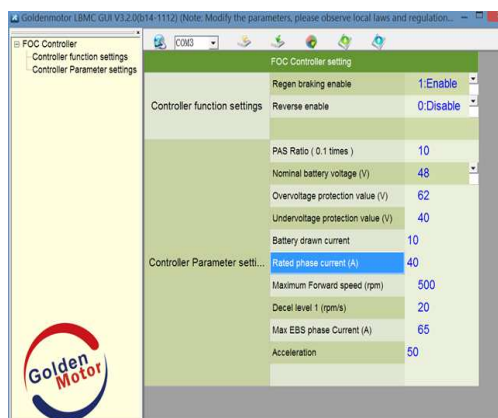 Goldenmotor LBMC GUI V3.2.0(b14-1112) (Note: Modify the parameters, please observe local laws and regulation...
FOC Controller
Controller function settings
Controller Parameter settings
COM3
FOC Controller setting
Controller function settings
Regen braking enable 1:Enable
Reverse enable 0:Disable
Controller Parameter setti...
PAS Ratio ( 0.1 times ) 10
Nominal battery voltage (V) 48
Overvoltage protection value (V) 62
Undervoltage protection value (V) 40
Battery drawn current 10
Rated phase current (A) 40
Maximum Forward speed (rpm) 500
Decel level 1 (rpm/s) 20
Max EBS phase Current (A) 65
Acceleration 50
Golden
Motor